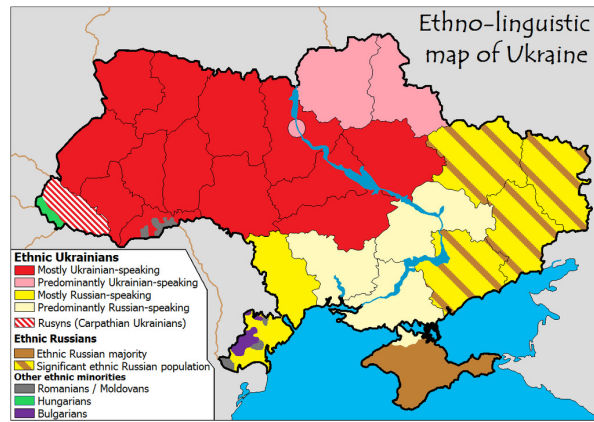 Ethno-linguistic
map of Ukraine
Ethnic Ukrainians
Mostly Ukrainian-speaking
Predominantly Ukrainian-speaking
Mostly Russian-speaking
Predominantly Russian-speaking
Rusyns (Carpathian Ukrainians)
Ethnic Russians
Ethnic Russian majority
Significant ethnic Russian population
Other ethnic minorities
Romanians / Moldovans
Hungarians
Bulgarians